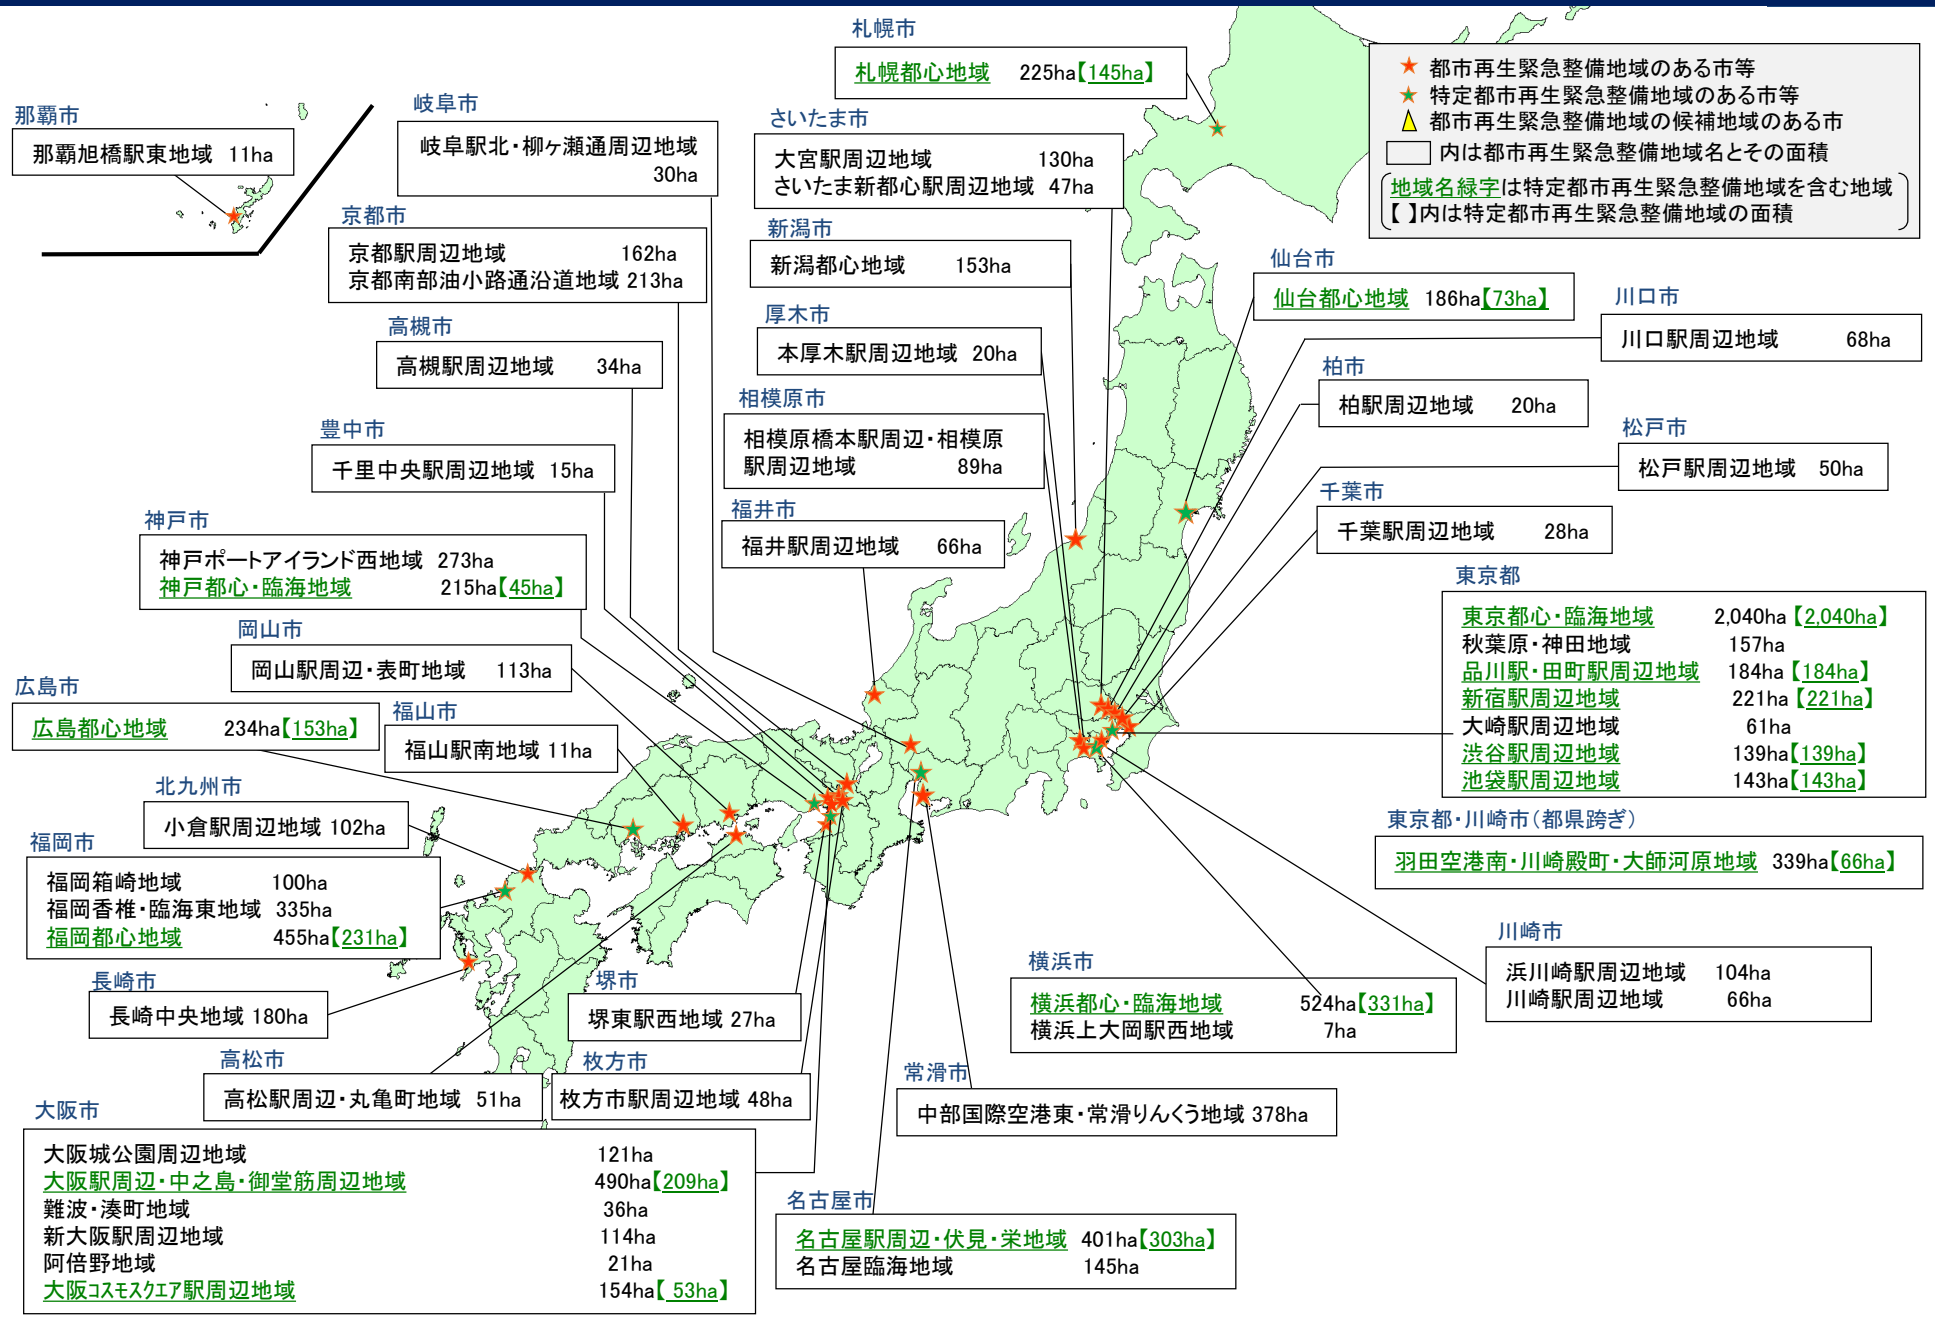 札幌市
札幌都心地域 225ha【145ha】
★ 都市再生緊急整備地域のある市等
★ 特定都市再生緊急整備地域のある市等
△ 都市再生緊急整備地域の候補地域のある市
内は都市再生緊急整備地域名とその面積
地域名緑字は特定都市再生緊急整備地域を含む地域
【 】内は特定都市再生緊急整備地域の面積
那覇市
那覇旭橋駅東地域 11ha
岐阜市
岐阜駅北・柳ヶ瀬通周辺地域
30ha
さいたま市
大宮駅周辺地域 130ha
さいたま新都心駅周辺地域 47ha
京都市
京都駅周辺地域 162ha
京都南部油小路通沿道地域 213ha
新潟市
新潟都心地域 153ha
仙台市
仙台都心地域 186ha【73ha】
川口市
川口駅周辺地域 68ha
高槻市
高槻駅周辺地域 34ha
厚木市
本厚木駅周辺地域 20ha
柏市
柏駅周辺地域 20ha
相模原市
相模原橋本駅周辺・相模原
駅周辺地域 89ha
豊中市
千里中央駅周辺地域 15ha
松戸市
松戸駅周辺地域 50ha
千葉市
千葉駅周辺地域 28ha
福井市
福井駅周辺地域 66ha
神戸市
神戸ポートアイランド西地域 273ha
神戸都心・臨海地域 215ha【45ha】
東京都
東京都心・臨海地域 2,040ha【2,040ha】
秋葉原・神田地域 157ha
品川駅・田町駅周辺地域 184ha【184ha】
新宿駅周辺地域 221ha【221ha】
大崎駅周辺地域 61ha
渋谷駅周辺地域 139ha【139ha】
池袋駅周辺地域 143ha【143ha】
岡山市
岡山駅周辺・表町地域 113ha
広島市
広島都心地域 234ha【153ha】
福山市
福山駅南地域 11ha
北九州市
小倉駅周辺地域 102ha
東京都・川崎市（都県跨ぎ）
羽田空港南・川崎殿町・大師河原地域 339ha【66ha】
福岡市
福岡箱崎地域 100ha
福岡香椎・臨海東地域 335ha
福岡都心地域 455ha【231ha】
川崎市
浜川崎駅周辺地域 104ha
川崎駅周辺地域 66ha
横浜市
横浜都心・臨海地域 524ha【331ha】
横浜上大岡駅西地域 7ha
長崎市
長崎中央地域 180ha
堺市
堺東駅西地域 27ha
高松市
高松駅周辺・丸亀町地域 51ha
枚方市
枚方市駅周辺地域 48ha
常滑市
中部国際空港東・常滑りんくう地域 378ha
大阪市
大阪城公園周辺地域 121ha
大阪駅周辺・中之島・御堂筋周辺地域 490ha【209ha】
難波・湊町地域 36ha
新大阪駅周辺地域 114ha
阿倍野地域 21ha
大阪ｺｽﾓｽｸｴｱ駅周辺地域 154ha【 53ha】
名古屋市
名古屋駅周辺・伏見・栄地域 401ha【303ha】
名古屋臨海地域 145ha